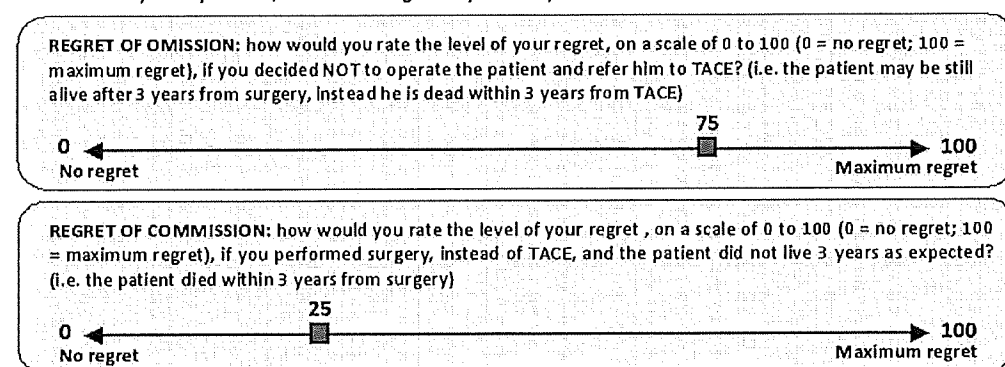 REGRET OF OMISSION: how would you rate the level of your regret, on a scale of 0 to 100 (0 = no regret; 100 =
maximum regret), if you decided NOT to operate the patient and refer him to TACE? (i.e. the patient may be still
alive after 3 years from surgery, instead he is dead within 3 years from TACE)
75
0 100
No regret Maximum regret
REGRET OF COMMISSION: how would you rate the level of your regret , on a scale of 0 to 100 (0 = no regret; 100
= maximum regret), if you performed surgery, instead of TACE, and the patient did not live 3 years as expected?
(i.e. the patient died within 3 years from surgery)
25
0 100
No regret Maximum regret